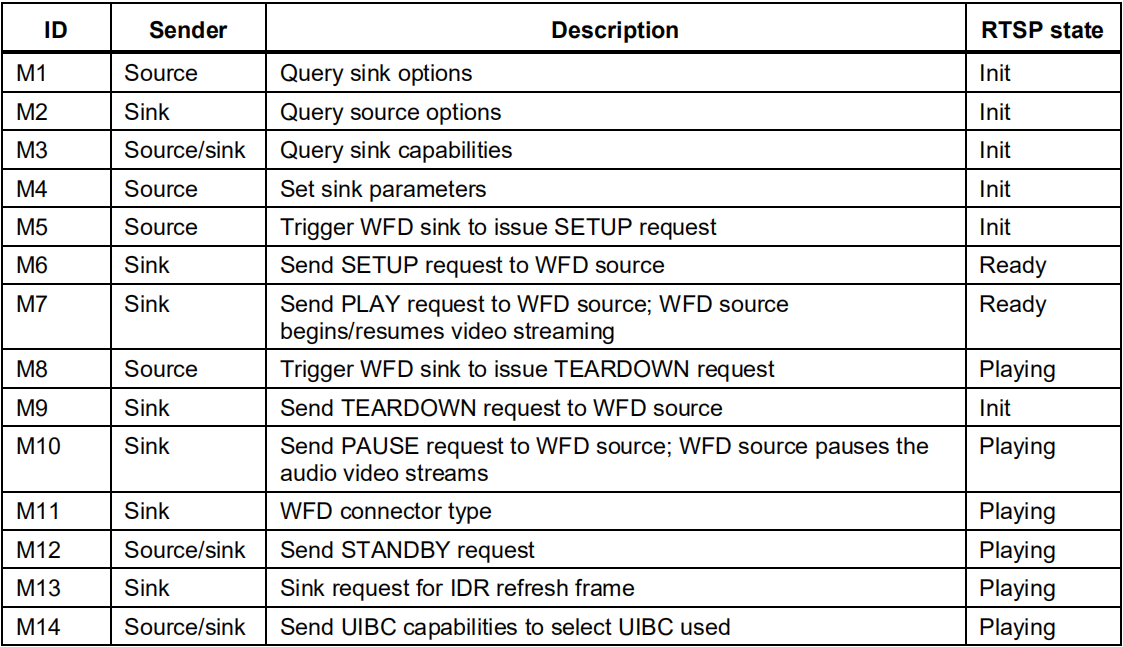 ID Sender Description RTSP state
M1 Source Query sink options Init
M2 Sink Query source options Init
M3 Source/sink Query sink capabilities Init
M4 Source Set sink parameters Init
M5 Source Trigger WFD sink to issue SETUP request Init
M6 Sink Send SETUP request to WFD source Ready
M7 Sink Send PLAY request to WFD source; WFD source Ready
begins/resumes video streaming
M8 Source Trigger WFD sink to issue TEARDOWN request Playing
M9 Sink Send TEARDOWN request to WFD source Init
M10 Sink Send PAUSE request to WFD source; WFD source pauses the Playing
audio video streams
M11 Sink WFD connector type Playing
M12 Source/sink Send STANDBY request Playing
M13 Sink Sink request for IDR refresh frame Playing
M14 Source/sink Send UIBC capabilities to select UIBC used Playing